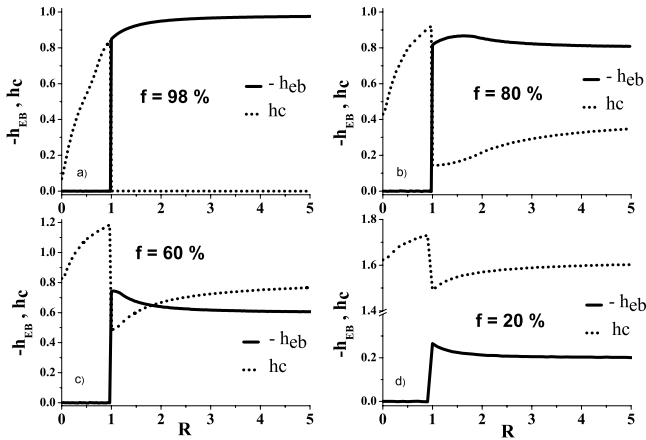 -h_EB , h_c
1.0
0.8
0.6
0.4
0.2
0.0
f = 98 %
- h_eb
hc
a)
0 1 2 3 4 5
1.0
0.8
0.6
0.4
0.2
0.0
f = 80 %
- h_eb
hc
b)
0 1 2 3 4 5
-h_EB , h_c
1.2
1.0
0.8
0.6
0.4
0.2
0.0
f = 60 %
- h_eb
hc
c)
0 1 2 3 4 5
R
-h_EB , h_c
1.8
1.6
1.4
0.2
0.0
f = 20 %
- h_eb
hc
d)
0 1 2 3 4 5
R